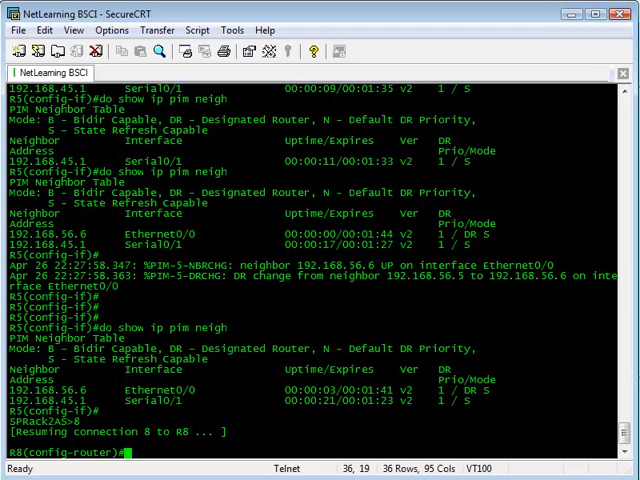 NetLearning BSCI - SecureCRT
File Edit View Options Transfer Script Tools Help
NetLearning BSCI
192.168.45.1 Serial0/1 00:00:09/00:01:35 v2 1 / S
R5(config-if)#do show ip pim neigh
PIM Neighbor Table
Mode: B - Bidir Capable, DR - Designated Router, N - Default DR Priority,
S - State Refresh Capable
Neighbor Interface Uptime/Expires Ver DR
Address Prio/Mode
192.168.45.1 Serial0/1 00:00:11/00:01:33 v2 1 / S
R5(config-if)#do show ip pim neigh
PIM Neighbor Table
Mode: B - Bidir Capable, DR - Designated Router, N - Default DR Priority,
S - State Refresh Capable
Neighbor Interface Uptime/Expires Ver DR
Address Prio/Mode
192.168.56.6 Ethernet0/0 00:00:00/00:01:44 v2 1 / DR S
192.168.45.1 Serial0/1 00:00:17/00:01:27 v2 1 / S
R5(config-if)#
Apr 26 22:27:58.347: %PIM-5-NBRCHG: neighbor 192.168.56.6 UP on interface Ethernet0/0
Apr 26 22:27:58.363: %PIM-5-DRCHG: DR change from neighbor 192.168.56.5 to 192.168.56.6 on inte
rface Ethernet0/0
R5(config-if)#
R5(config-if)#
R5(config-if)#
R5(config-if)#do show ip pim neigh
PIM Neighbor Table
Mode: B - Bidir Capable, DR - Designated Router, N - Default DR Priority,
S - State Refresh Capable
Neighbor Interface Uptime/Expires Ver DR
Address Prio/Mode
192.168.56.6 Ethernet0/0 00:00:03/00:01:41 v2 1 / DR S
192.168.45.1 Serial0/1 00:00:21/00:01:23 v2 1 / S
R5(config-if)#
SPRack2AS>8
[Resuming connection 8 to R8 ... ]
R8(config-router)#
Ready Telnet 36, 19 36 Rows, 95 Cols VT100